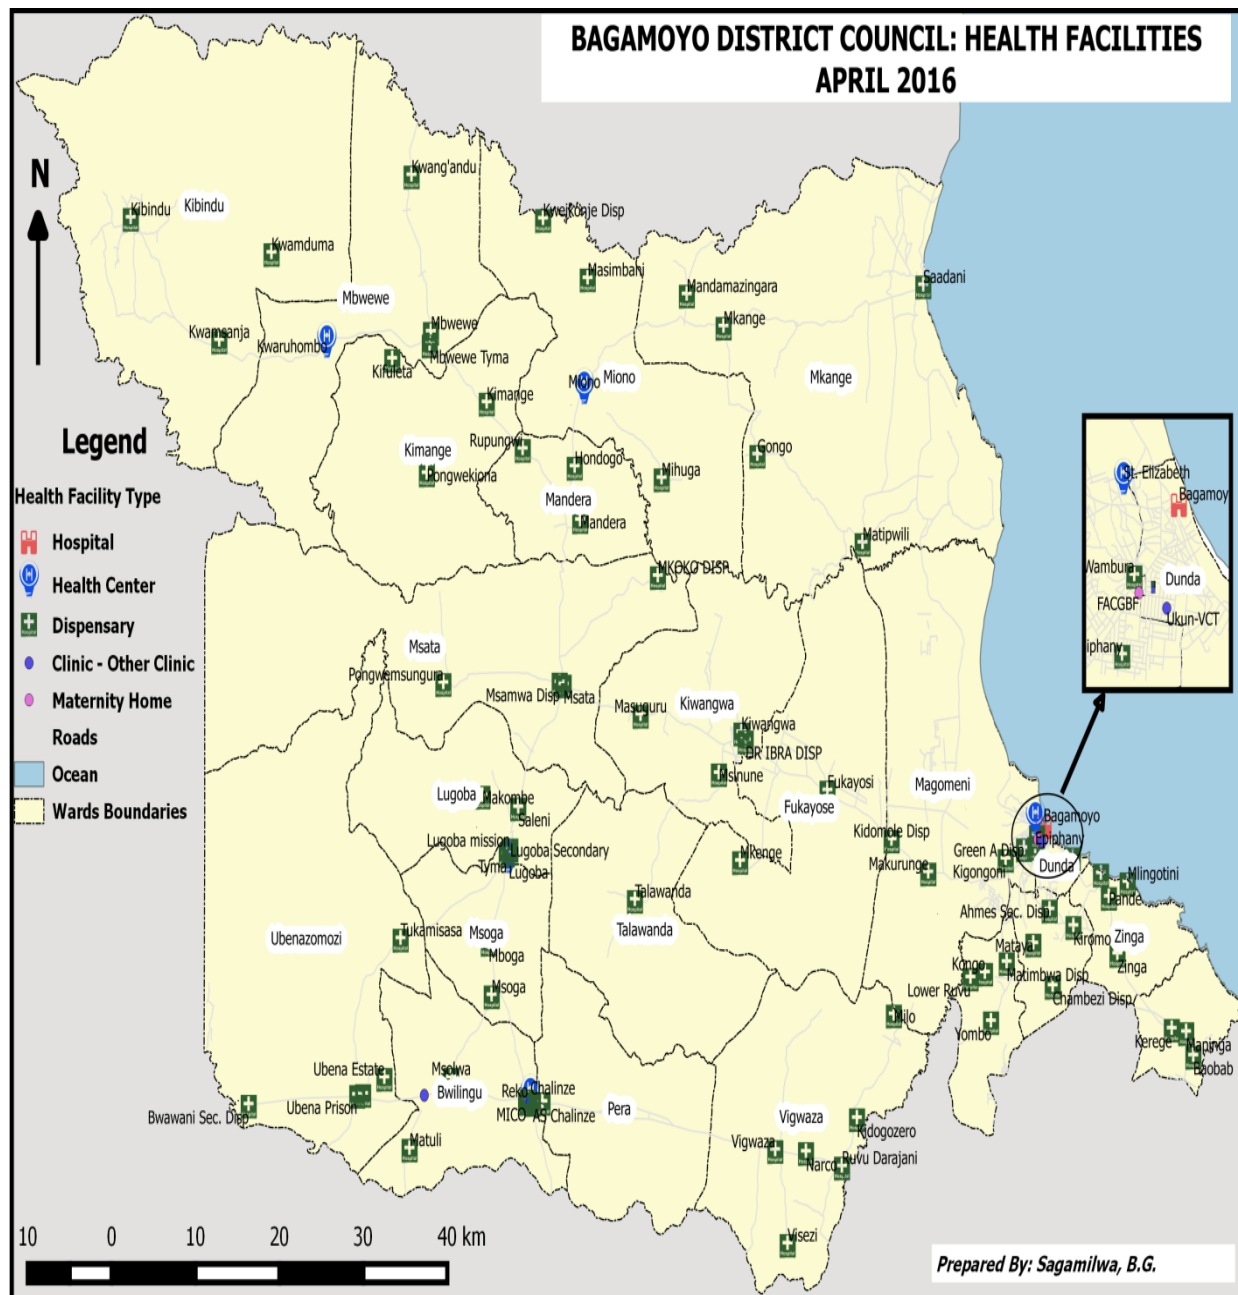 BAGAMOYO DISTRICT COUNCIL: HEALTH FACILITIES
APRIL 2016
N
Kwang'andu
Kibindu
Kibindu
Kwejkonje Disp
Kwamduma
Masimbani
Saadani
Mandamazingara
Mbwewe
Mkange
Mbwewe
Kwamsanja
Kwaruhombo
Mbwewe Tyma
Kifuleta
Miono
Miono
Mkange
Kimange
Legend
Rupungwi
Gongo
Kimange
Hondogo
Pongwekiona
Mihuga
Health Facility Type
Mandera
Mandera
Hospital
Matipwili
Health Center
MKOKO DISP
Dispensary
Msata
Clinic - Other Clinic
Pongwemsungura
Msamwa Disp
Msata
Maternity Home
Masuguru
Kiwangwa
Roads
Kiwangwa
DR IBRA DISP
Ocean
Msinune
Fukayosi
Magomeni
Wards Boundaries
Lugoba
Makombe
Saleni
Fukayose
Bagamoyo
Lugoba mission
Lugoba Secondary
Kidomole Disp
Epiphany
Green A Disp
Tyma
Lugoba
Mkenge
Makurunge
Kigongoni
Dunda
Mlingotini
Talawanda
Pande
Ahmes Sec. Disp
Ubenazomozi
Tukamisasa
Msoga
Talawanda
Mataya
Kiromo
Zinga
Mboga
Kongo
Matimbwa Disp
Zinga
Msoga
Lower Ruvu
Chambezi Disp
Milo
Yombo
Kerege
Mapinga
Baobab
Ubena Estate
Msolwa
Bwilingu
Reko
Chalinze
Bwawani Sec. Disp
Ubena Prison
MICO
AS Chalinze
Pera
Vigwaza
Kidogozero
Matuli
Vigwaza
Narco
Ruvu Darajani
Visezi
St. Elizabeth
Bagamoy
Wambura
Dunda
FACGBF
Ukun-VCT
iphany
10 0 10 20 30 40 km
Prepared By: Sagamilwa, B.G.